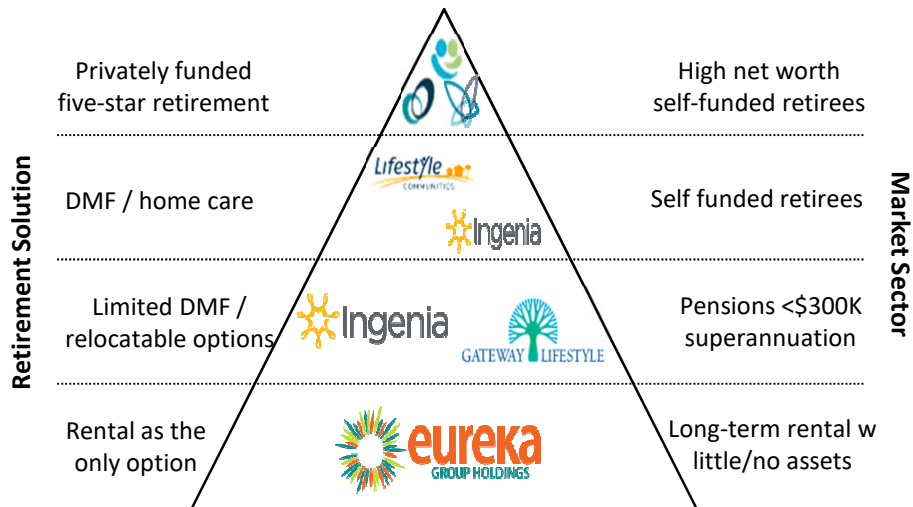 Privately funded
five-star retirement
High net worth
self-funded retirees
Retirement Solution
Market Sector
Lifestyle
COMMUNITIES
DMF / home care
Self funded retirees
Ingenia
Limited DMF /
relocatable options
Ingenia
GATEWAY LIFESTYLE
Pensions <$300K
superannuation
Rental as the
only option
eureka
GROUP HOLDINGS
Long-term rental w
little/no assets